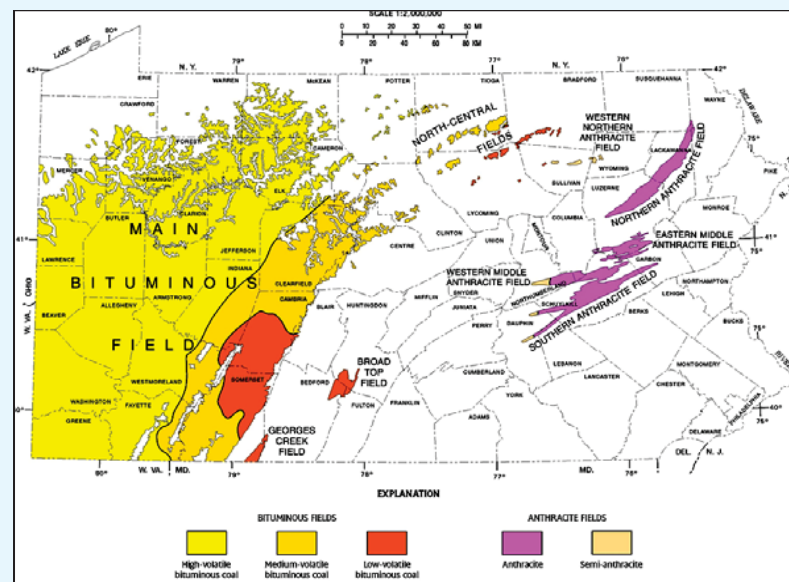 SCALE 1:2,000,000
10 0 10 20 30 40 50 MI
10 0 20 40 60 80 KM
LAKE ERIE
80°
42°
N. Y.
79°
78°
N. Y.
77°
76°
42°
ERIE
WARREN
McKEAN
POTTER
TIOGA
BRADFORD
SUSQUEHANNA
WAYNE
CRAWFORD
FOREST
CAMERON
NORTH-CENTRAL
FIELDS
WESTERN
NORTHERN
ANTHRACITE
FIELD
LACKAWANNA
75°
MERCER
VENANGO
ELK
SULLIVAN
WYOMING
LUZERNE
PIKE
NORTHERN ANTHRACITE FIELD
CLARION
BUTLER
MAIN
JEFFERSON
CLINTON
LYCOMING
UNION
MONTOUR
COLUMBIA
MONROE
41°
CENTRE
EASTERN MIDDLE
ANTHRACITE FIELD
CARBON
41°
75°
LAWRENCE
INDIANA
CLEARFIELD
WESTERN MIDDLE
ANTHRACITE FIELD
BITUMINOUS
W. VA.
OHIO
BEAVER
ALLEGHENY
ARMSTRONG
CAMBRIA
BLAIR
HUNTINGDON
MIFFLIN
SNYDER
JUNIATA
NORTHUMBERLAND
SCHUYLKILL
NORTHAMPTON
LEHIGH
SOUTHERN ANTHRACITE FIELD
PERRY
DAUPHIN
BERKS
BUCKS
FIELD
BROAD
TOP
FIELD
LEBANON
MONTGOMERY
WESTMORELAND
SOMERSET
BEDFORD
CUMBERLAND
LANCASTER
CHESTER
PHILADELPHIA
WASHINGTON
FAYETTE
FULTON
FRANKLIN
ADAMS
YORK
40°
75°
GREENE
GEORGES
CREEK
FIELD
DELAWARE
80°
W. VA.
MD.
79°
78°
77°
MD.
76°
DEL.
N. J.
EXPLANATION
BITUMINOUS FIELDS
ANTHRACITE FIELDS
High-volatile
bituminous coal
Medium-volatile
bituminous coal
Low-volatile
bituminous coal
Anthracite
Semi-anthracite